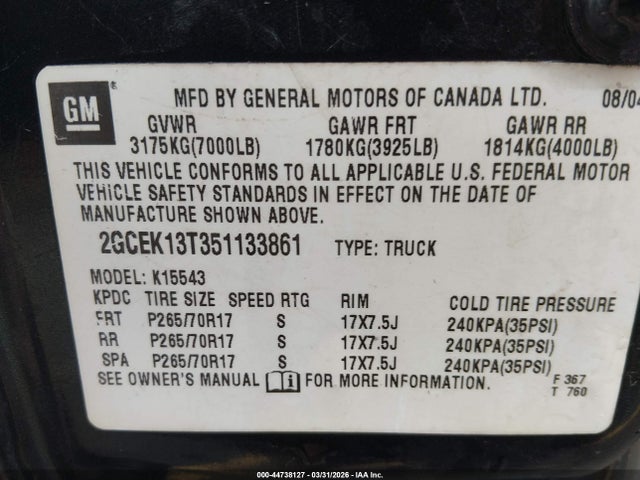 GM
MFD BY GENERAL MOTORS OF CANADA LTD. 08/04
GVWR GAWR FRT GAWR RR
3175KG(7000LB) 1780KG(3925LB) 1814KG(4000LB)
THIS VEHICLE CONFORMS TO ALL APPLICABLE U.S. FEDERAL MOTOR
VEHICLE SAFETY STANDARDS IN EFFECT ON THE DATE OF
MANUFACTURE SHOWN ABOVE.
2GCEK13T351133861 TYPE: TRUCK
MODEL: K15543
KPDC TIRE SIZE SPEED RTG RIM COLD TIRE PRESSURE
FRT P265/70R17 S 17X7.5J 240KPA(35PSI)
RR P265/70R17 S 17X7.5J 240KPA(35PSI)
SPA P265/70R17 S 17X7.5J 240KPA(35PSI)
SEE OWNER'S MANUAL FOR MORE INFORMATION.
F 367
T 760
000-44738127 - 03/31/2026 - IAA Inc.